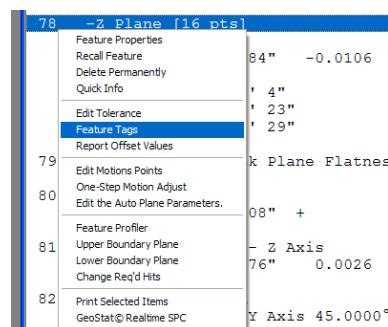 78 -Z Plane [16 pts]
Feature Properties
Recall Feature
84" -0.0106
Delete Permanently
Quick Info
' 4"
Edit Tolerance
' 23"
Feature Tags
' 29"
Report Offset Values
79 k Plane Flatnes
Edit Motions Points
One-Step Motion Adjust
80
Edit the Auto Plane Parameters.
08" +
Feature Profiler
81 - Z Axis
Upper Boundary Plane
Lower Boundary Plane
76" 0.0026
Change Req'd Hits
82
Print Selected Items
GeoStat© Realtime SPC
Y Axis 45.0000°